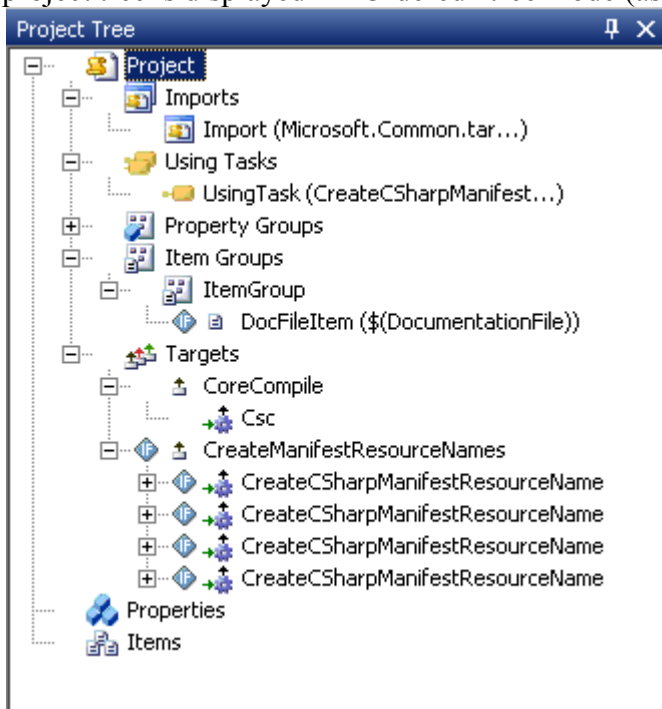 Project Tree
Project
Imports
Import (Microsoft.Common.tar...)
Using Tasks
UsingTask (CreateCSharpManifest...)
Property Groups
Item Groups
ItemGroup
DocFileItem ($(DocumentationFile))
Targets
CoreCompile
Csc
CreateManifestResourceNames
CreateCSharpManifestResourceName
CreateCSharpManifestResourceName
CreateCSharpManifestResourceName
CreateCSharpManifestResourceName
Properties
Items